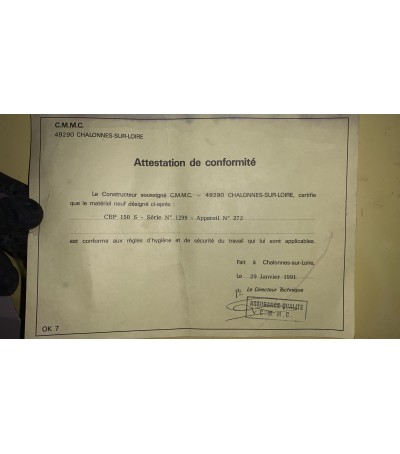 C.M.M.C.
49290 CHALONNES-SUR-LOIRE
Attestation de conformité
Le Constructeur soussigné C.M.M.C. - 49290 CHALONNES-SUR-LOIRE, certifie
que le matériel neuf désigné ci-après :
CEP 150 S - Série N° 1299 - Appareil N° 272
est conforme aux règles d'hygiène et de sécurité du travail qui lui sont applicables.
Fait à Chalonnes-sur-Loire,
Le 29 Janvier 1991
Le Directeur Technique
ASSURANCE QUALITE
C.M.M.C.
OK 7